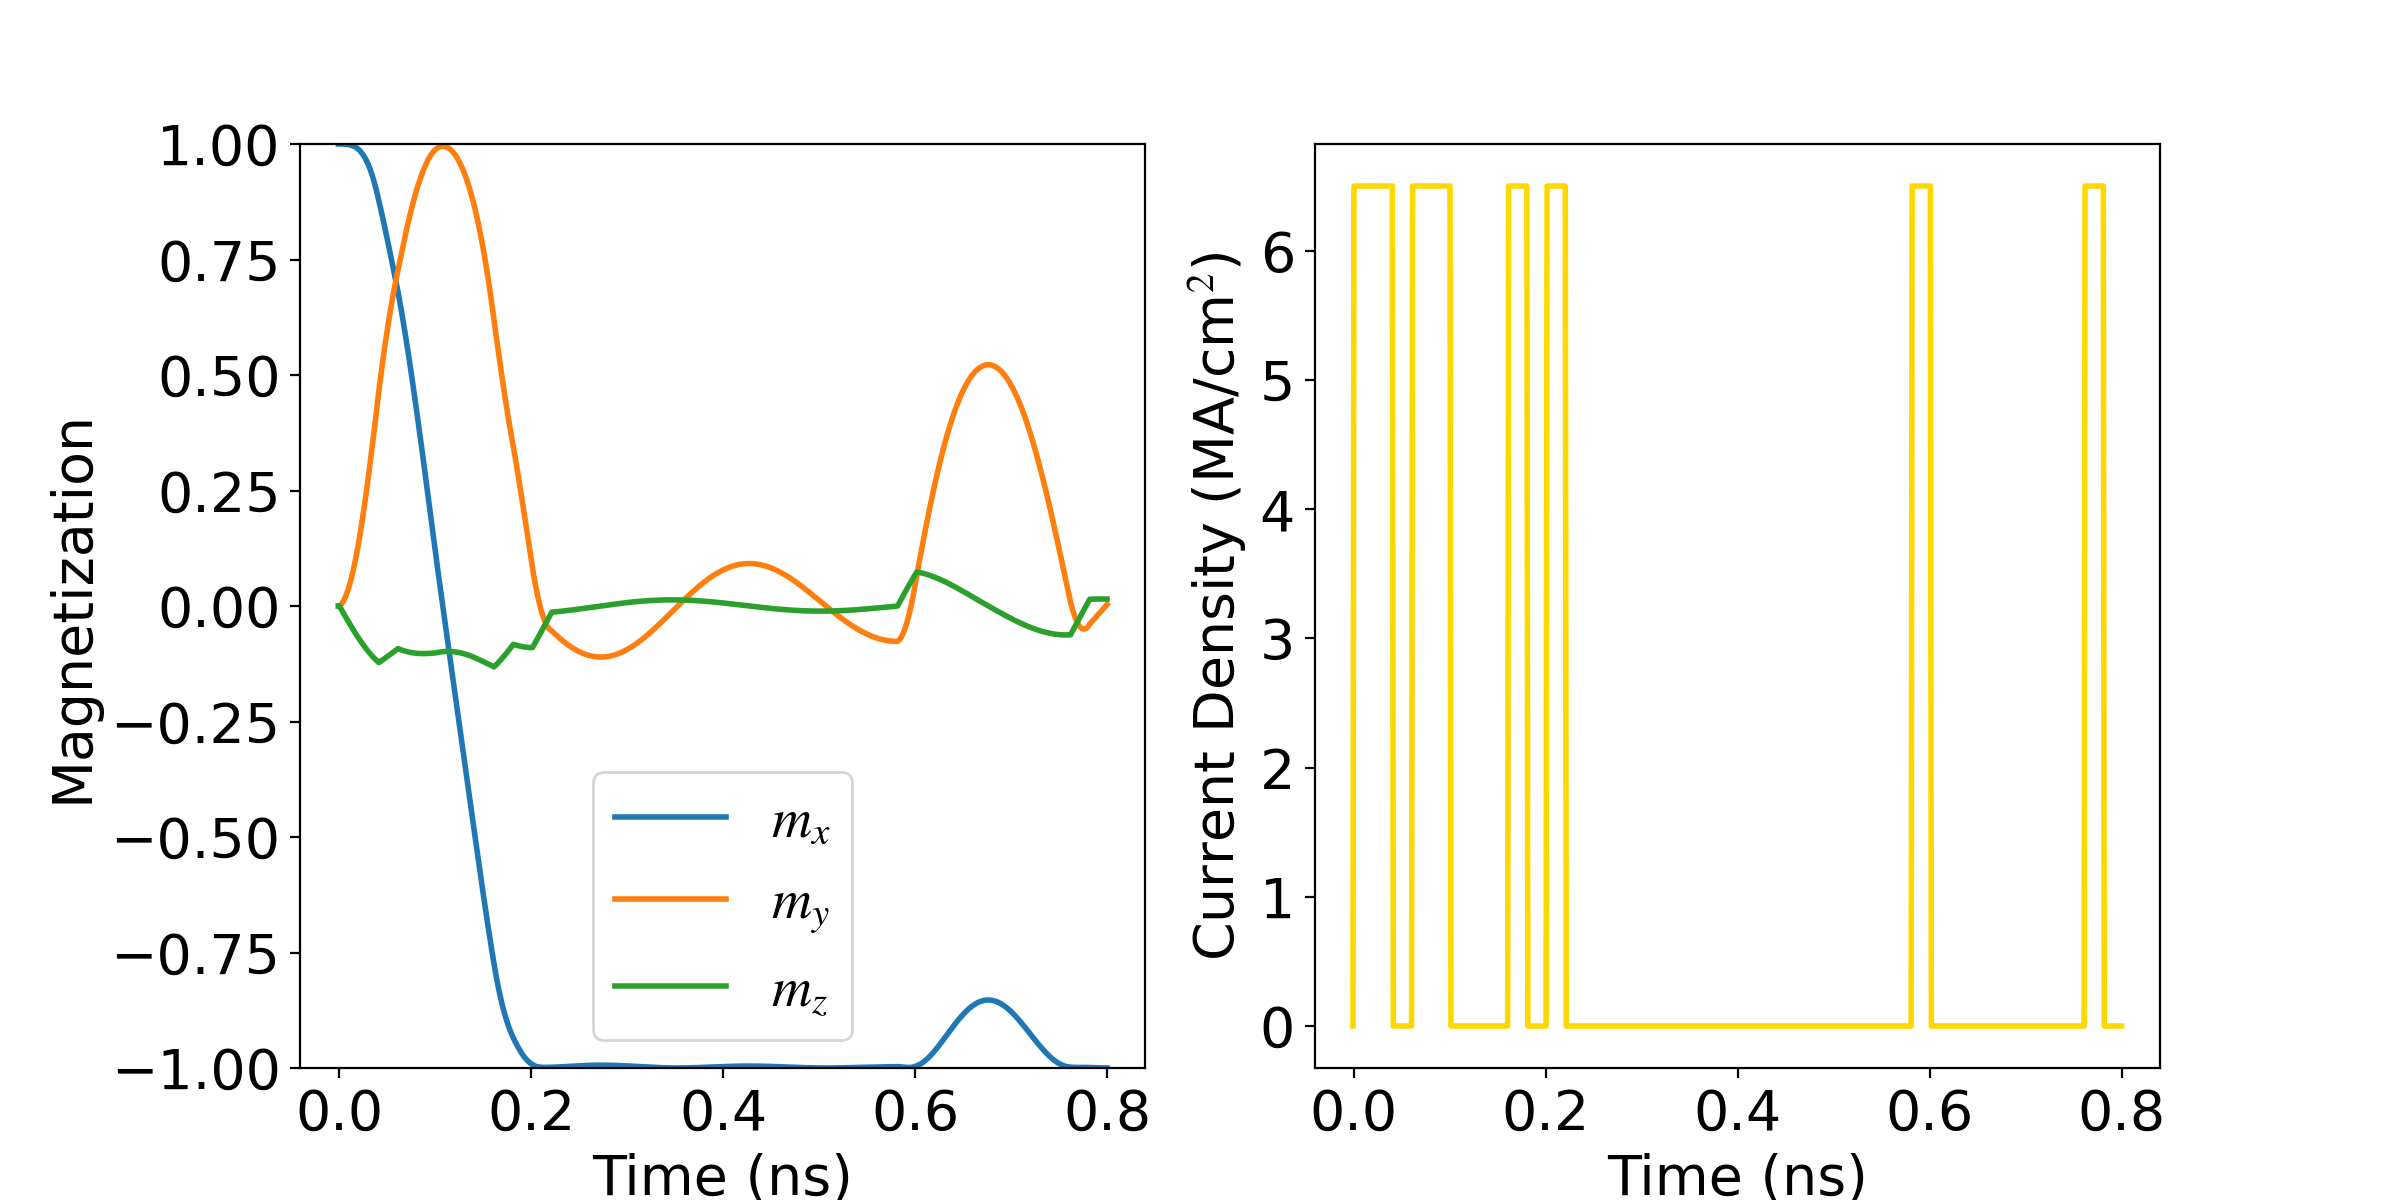 Magnetization
1.00
0.75
0.50
0.25
0.00
−0.25
−0.50
−0.75
−1.00
0.0 0.2 0.4 0.6 0.8
Time (ns)
m_x
m_y
m_z
Current Density (MA/cm²)
6
5
4
3
2
1
0
0.0 0.2 0.4 0.6 0.8
Time (ns)